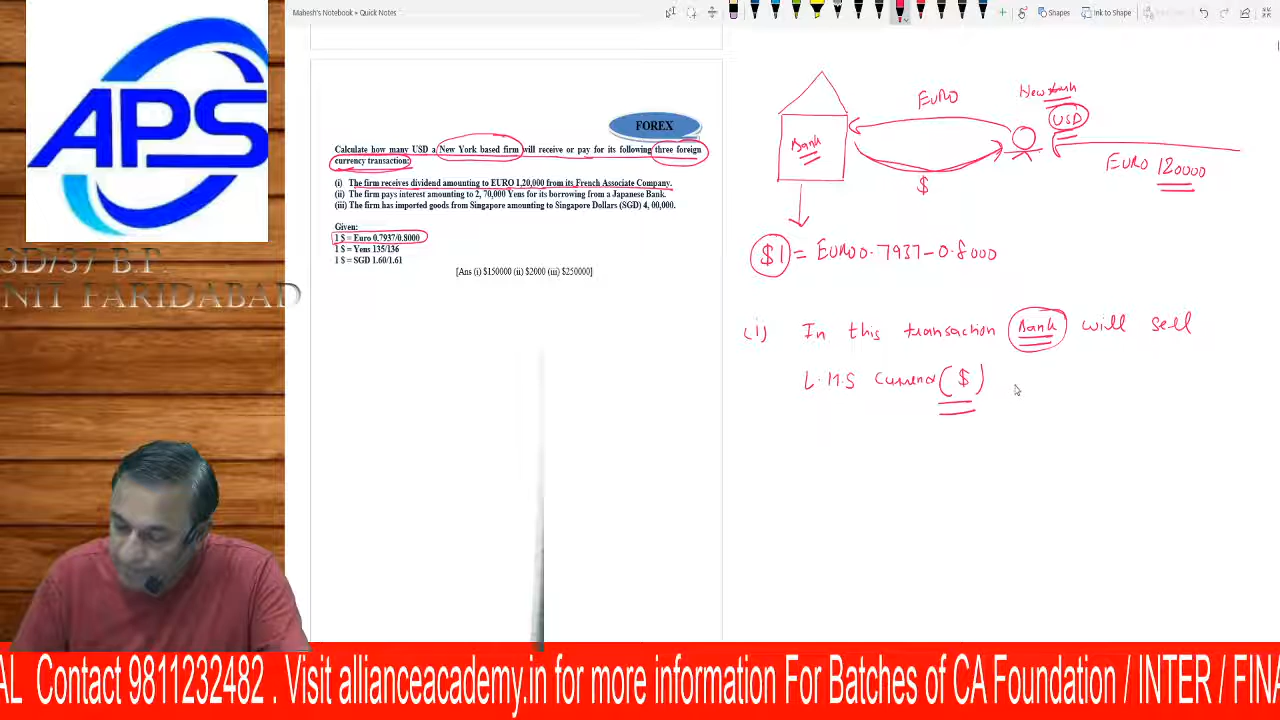 Mahesh's Notebook » Quick Notes
Shapes
Ink to Shape
APS
3D/37 B.P.
NIT FARIDABAD
FOREX
Calculate how many USD a New York based firm will receive or pay for its following three foreign
currency transaction:
(i) The firm receives dividend amounting to EURO 1,20,000 from its French Associate Company.
(ii) The firm pays interest amounting to 2, 70,000 Yens for its borrowing from a Japanese Bank.
(iii) The firm has imported goods from Singapore amounting to Singapore Dollars (SGD) 4, 00,000.
Given:
1 $ = Euro 0.7937/0.8000
1 $ = Yens 135/136
1 $ = SGD 1.60/1.61
[Ans (i) $150000 (ii) $2000 (iii) $250000]
EURO
USD
Bank
EURO 120000
$
$1 = EURO 0.7937-0.8000
(i) In this transaction Bank will sell
L.H.S Currency ($)
AL Contact 9811232482 . Visit allianceacademy.in for more information For Batches of CA Foundation / INTER / FINA